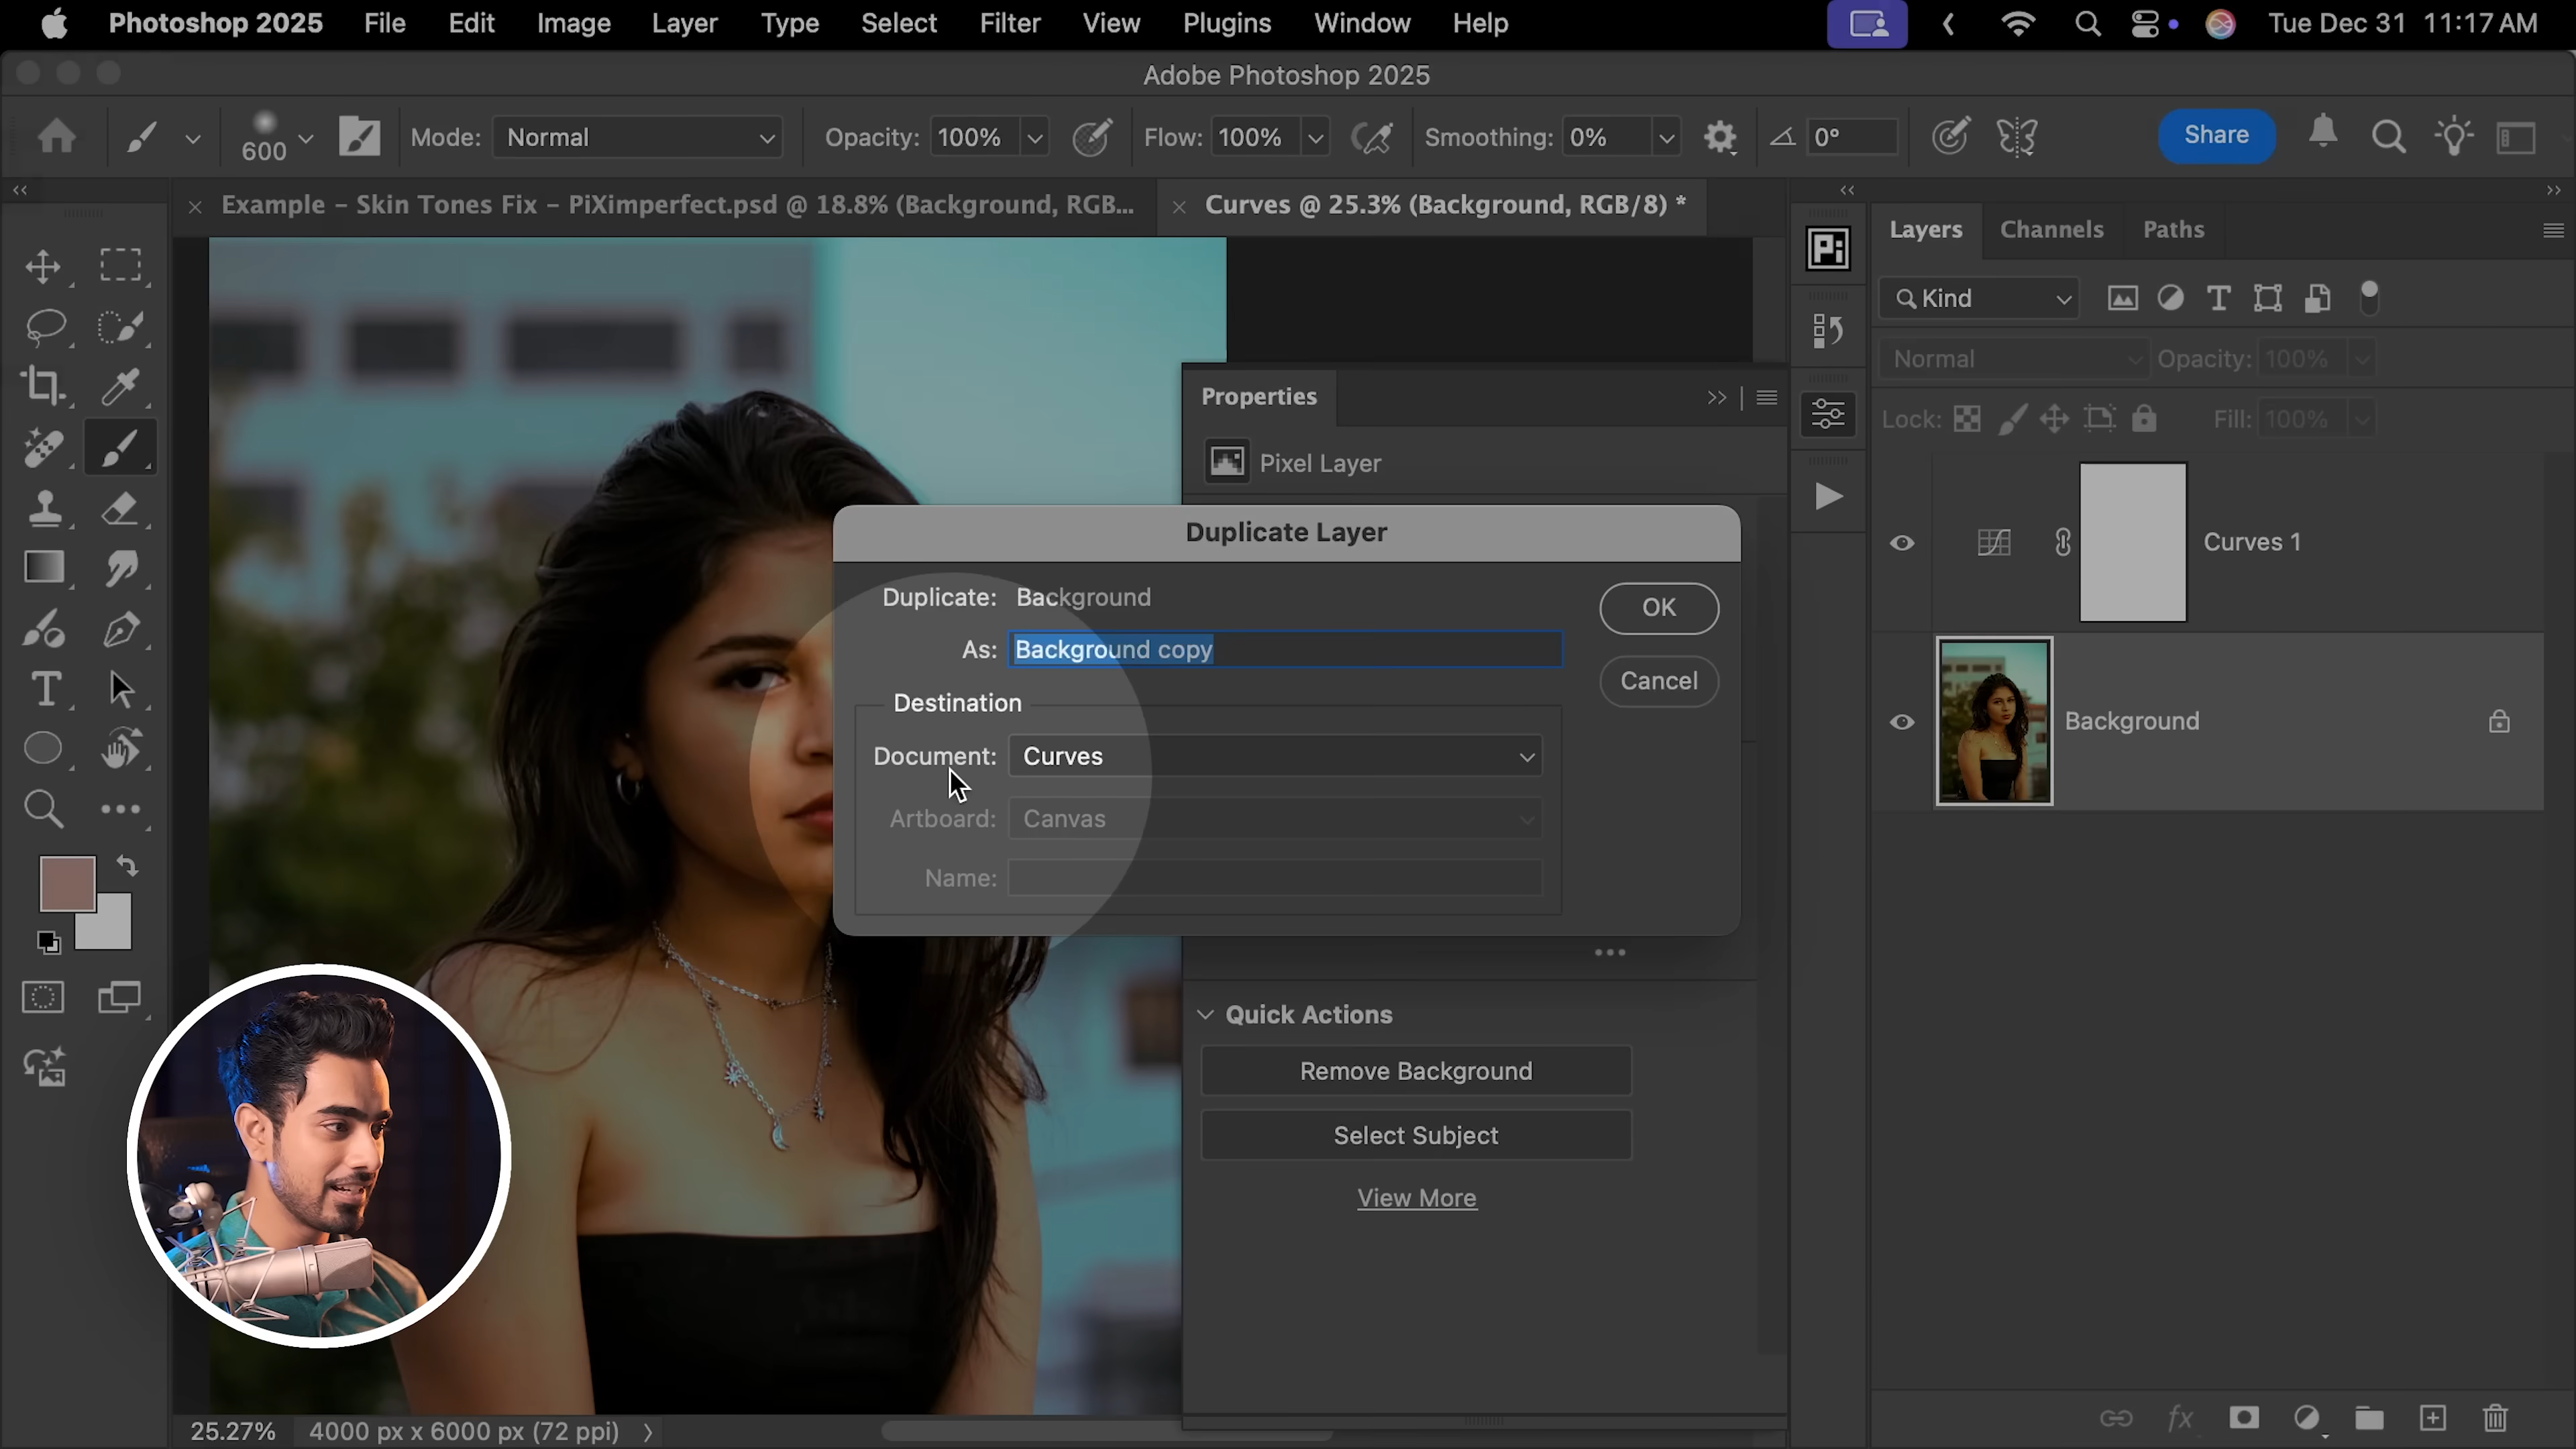 Photoshop 2025 File Edit Image Layer Type Select Filter View Plugins Window Help Tue Dec 31 11:17 AM
Adobe Photoshop 2025
600 Mode: Normal Opacity: 100% Flow: 100% Smoothing: 0% 0° Share
Example – Skin Tones Fix – PiXimperfect.psd @ 18.8% (Background, RGB...
Curves @ 25.3% (Background, RGB/8) *
Pi
Layers Channels Paths
Kind
Normal Opacity: 100%
Lock: Fill: 100%
Curves 1
Background
Properties
Pixel Layer
Duplicate Layer
Duplicate: Background
As: Background copy
OK
Cancel
Destination
Document: Curves
Artboard: Canvas
Name:
Quick Actions
Remove Background
Select Subject
View More
25.27% 4000 px x 6000 px (72 ppi)
fx